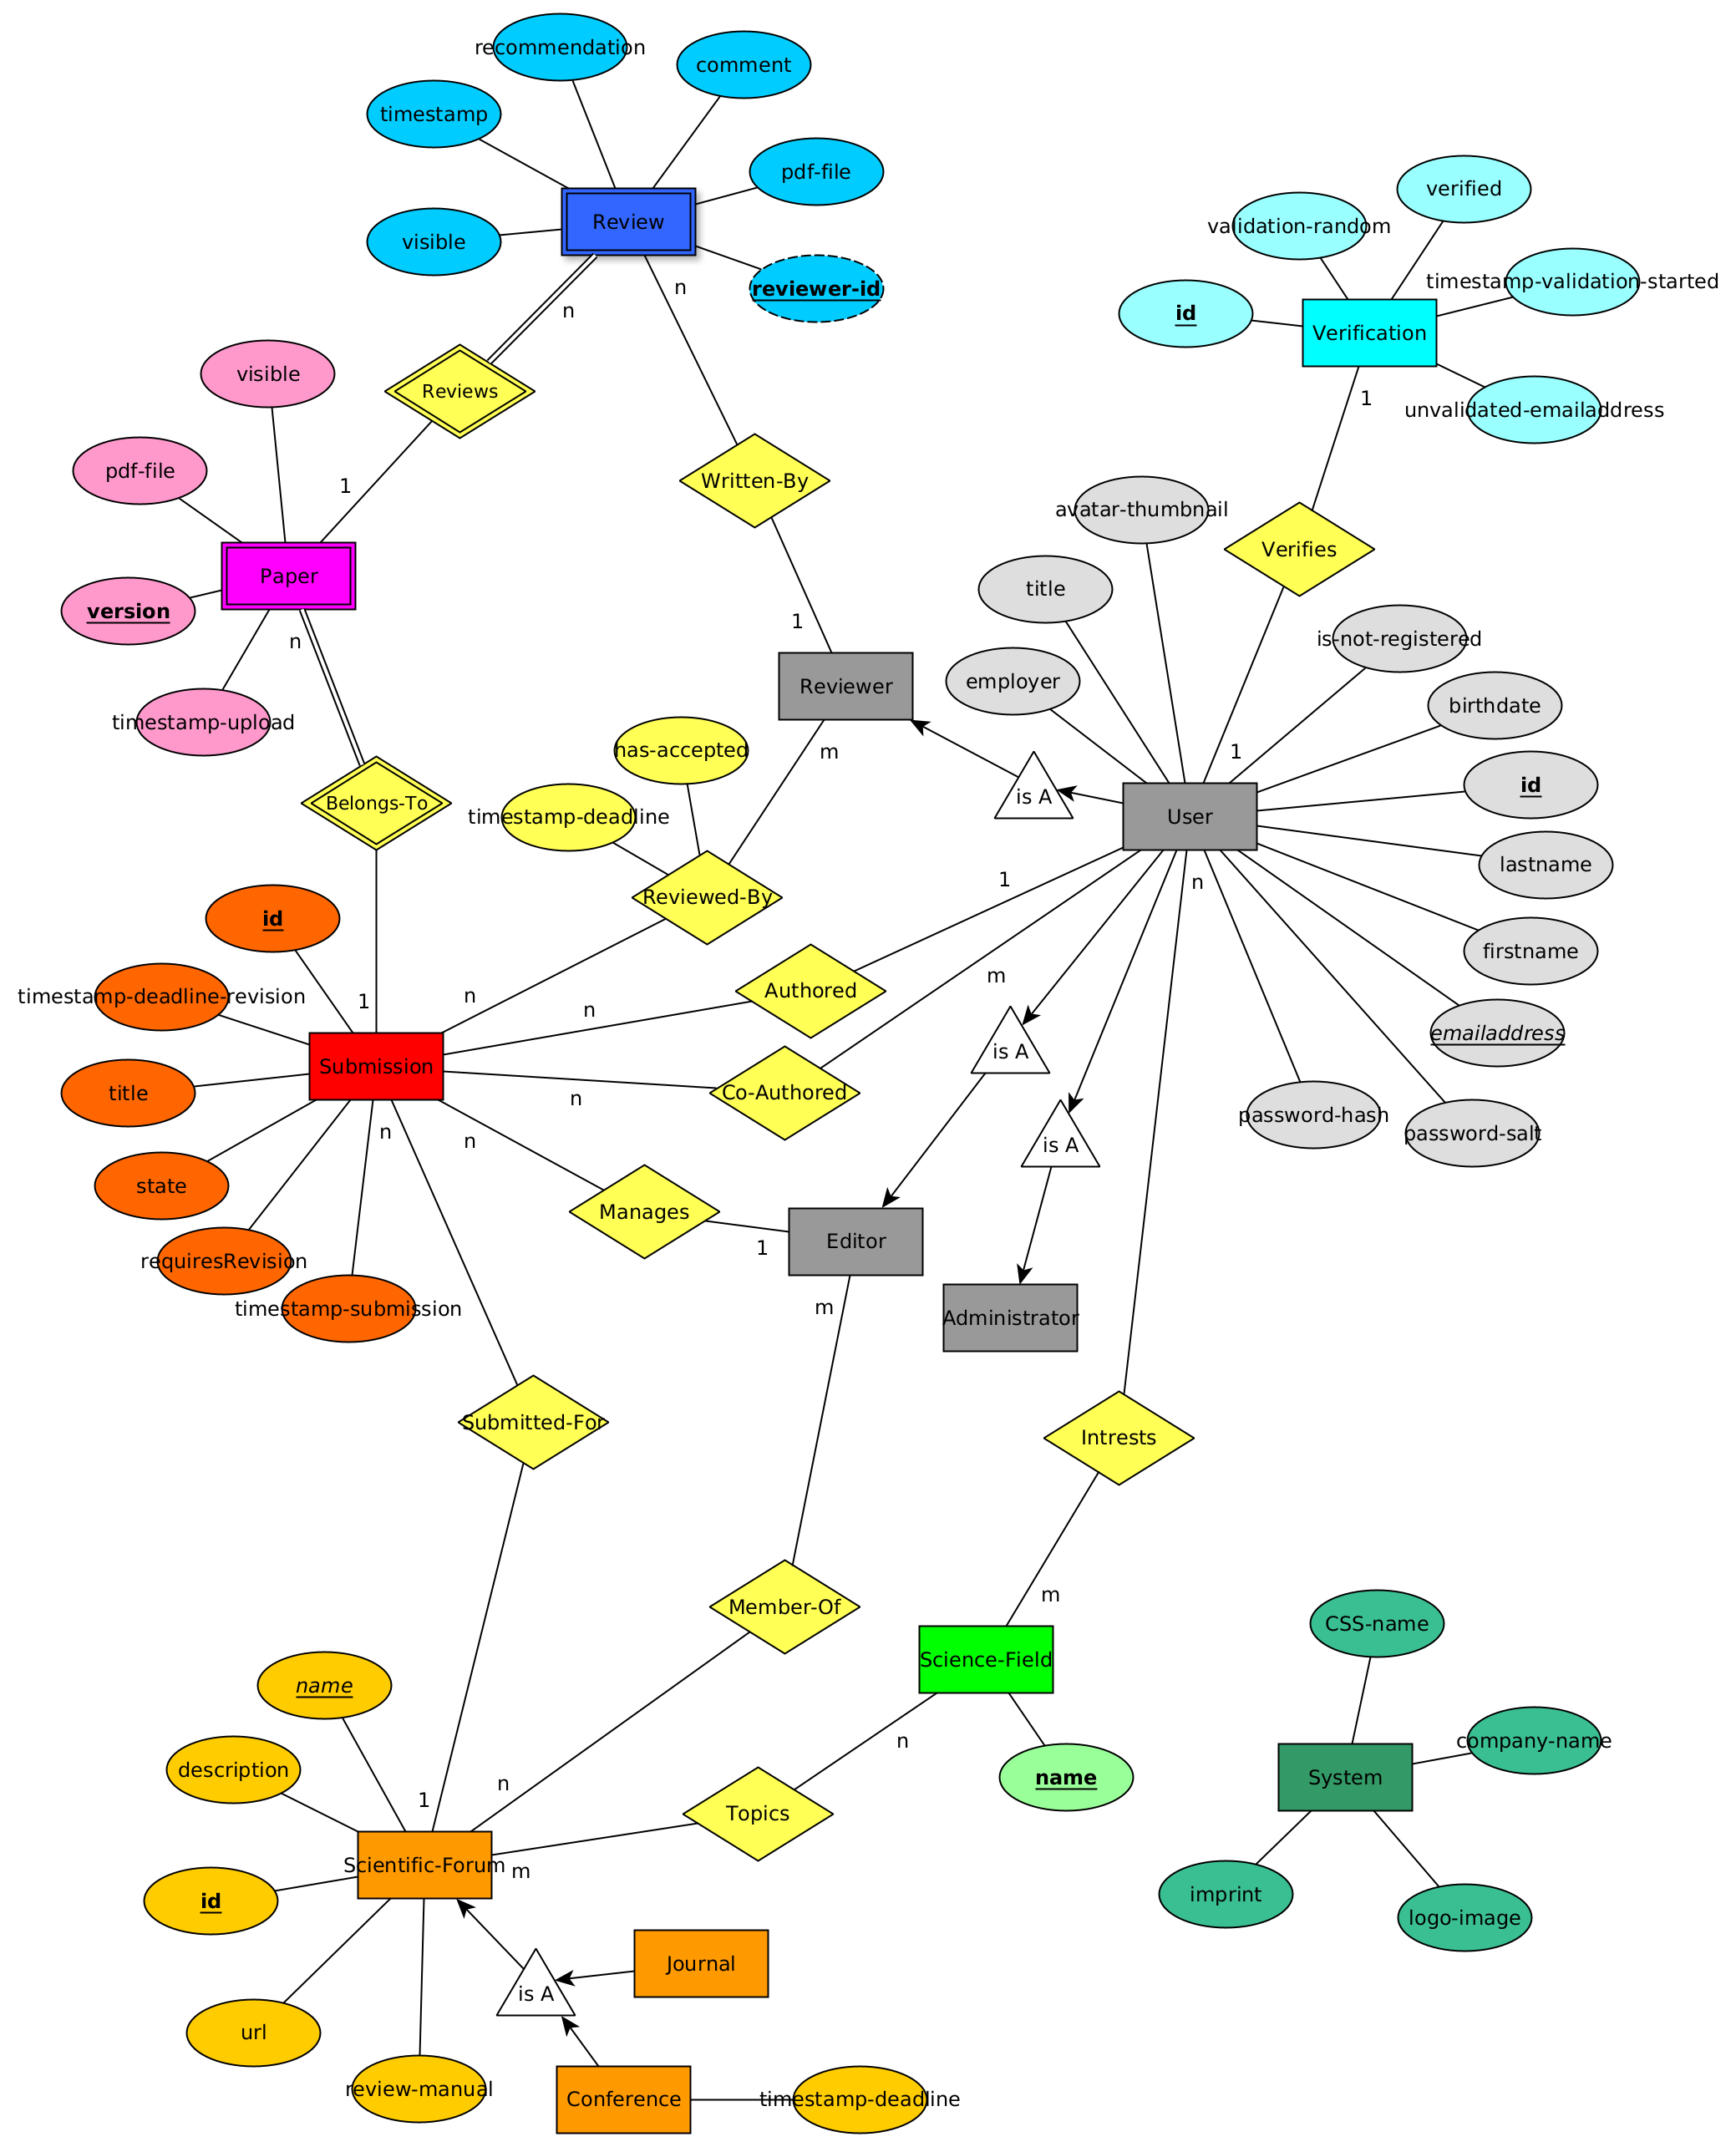 recommendation
comment
timestamp
pdf-file
verified
validation-random
Review
visible
timestamp-validation-started
reviewer-id
n
n
id
Verification
visible
Reviews
1
unvalidated-emailaddress
pdf-file
1
Written-By
avatar-thumbnail
Verifies
Paper
title
version
1
is-not-registered
n
employer
Reviewer
birthdate
timestamp-upload
has-accepted
m
1
id
is A
Belongs-To
timestamp-deadline
User
lastname
1
n
Reviewed-By
id
firstname
m
timestamp-deadline-revision
n
1
n
Authored
emailaddress
is A
Submission
title
n
Co-Authored
password-hash
password-salt
n
n
is A
state
Manages
1
Editor
requiresRevision
timestamp-submission
m
Administrator
Submitted-For
Intrests
m
Member-Of
CSS-name
Science-Field
name
n
company-name
description
n
name
System
1
Topics
Scientific-Forum
m
id
imprint
logo-image
Journal
is A
url
review-manual
Conference
timestamp-deadline